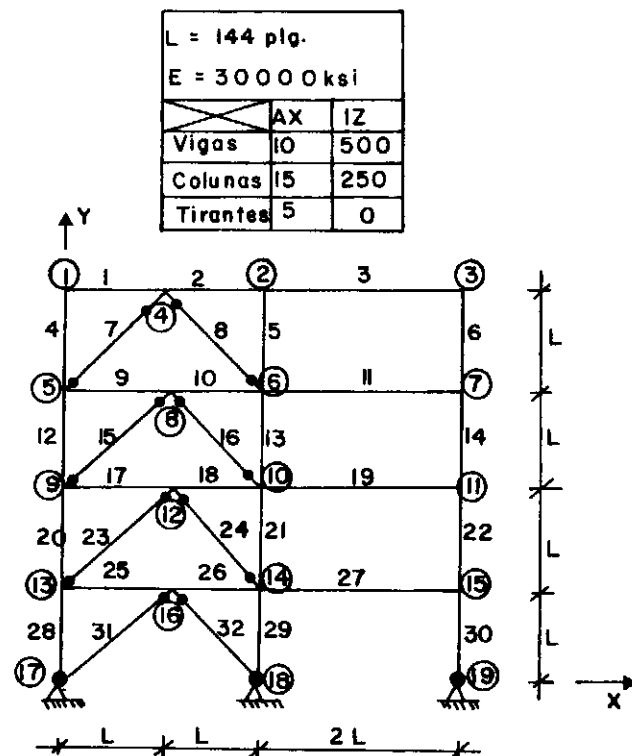 L = 144 plg.
E = 30000ksi
AX IZ
Vigas 10 500
Colunas 15 250
Tirantes 5 0
Y
1 1 2 2 3 3
4 7 4 8 5 6 L
5 9 10 6 11 7
12 15 8 16 13 14 L
9 17 18 10 19 11
20 23 12 24 21 22 L
13 25 26 14 27 15
28 31 16 32 29 30 L
17 18 19
X
L L 2L